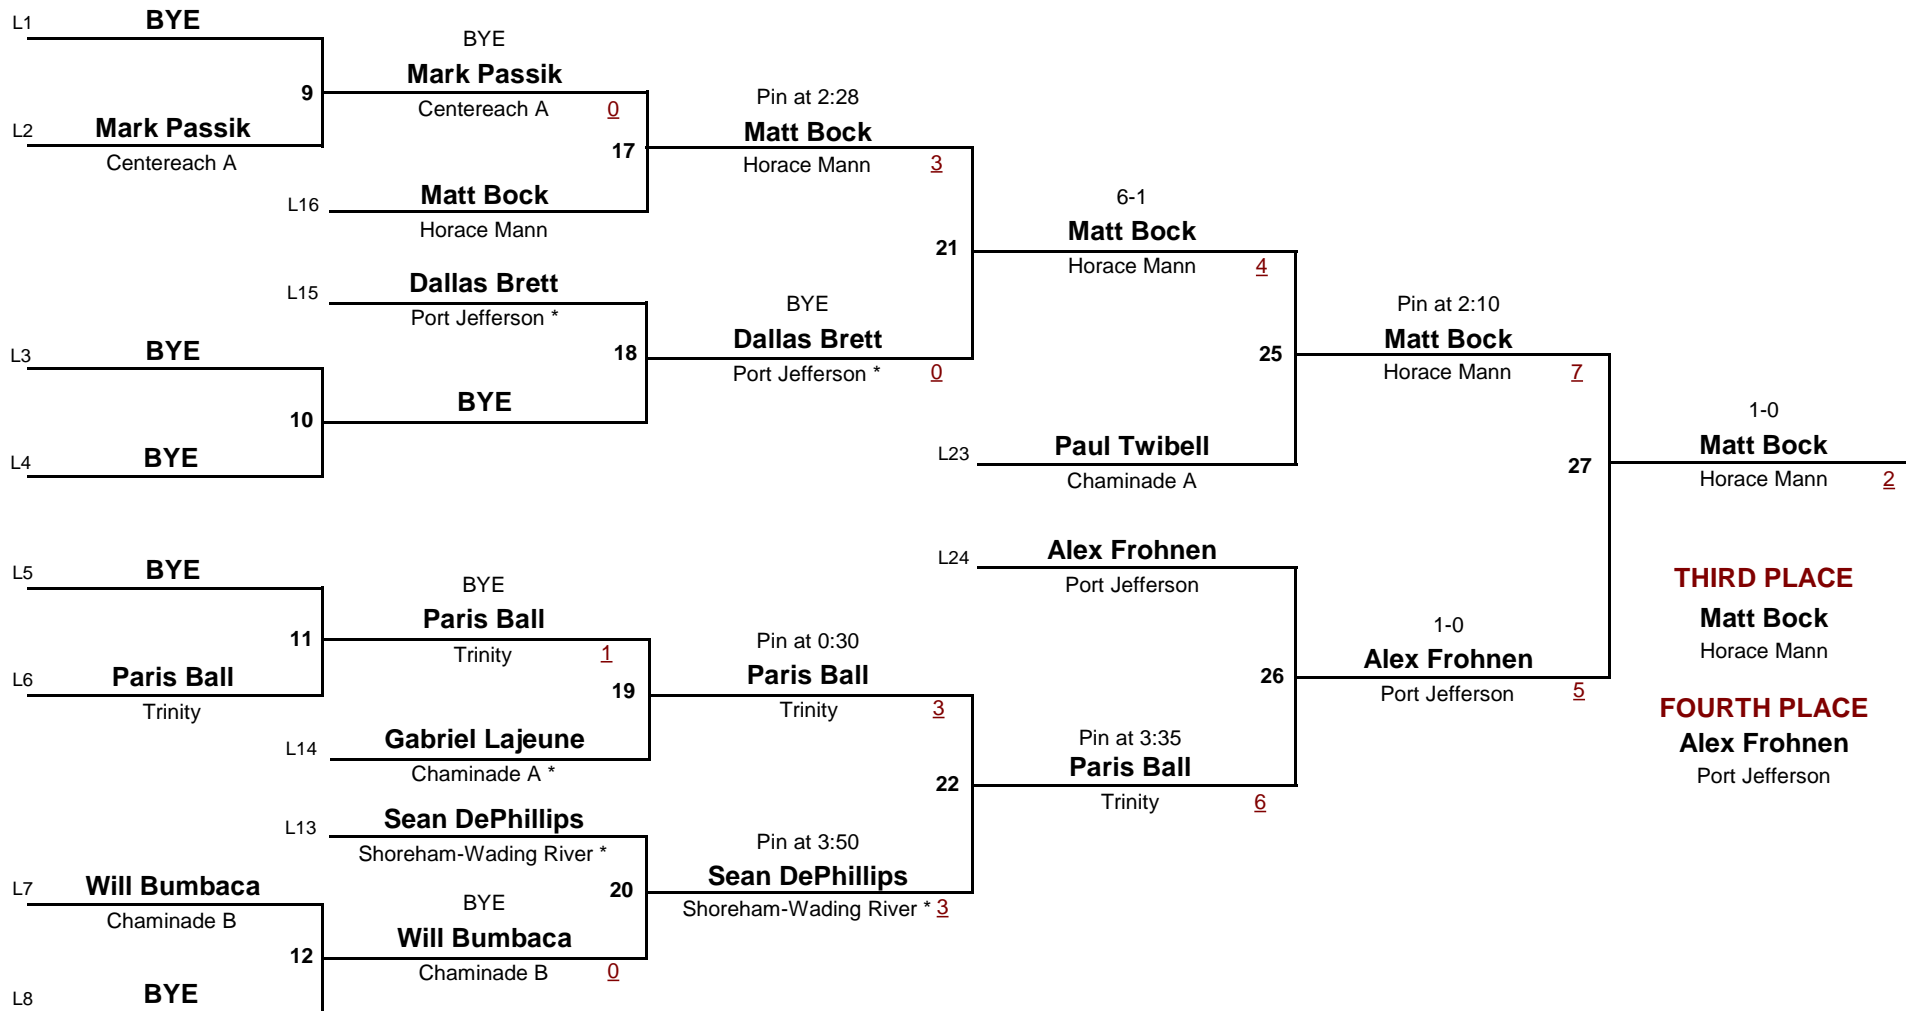 L1 BYE
9
L2 Mark Passik
Centereach A
BYE
Mark Passik
Centereach A 0
17
L16 Matt Bock
Horace Mann
Pin at 2:28
Matt Bock
Horace Mann 3
21
L15 Dallas Brett
Port Jefferson *
18
L3 BYE
10
L4 BYE
BYE
BYE
Dallas Brett
Port Jefferson * 0
6-1
Matt Bock
Horace Mann 4
25
L23 Paul Twibell
Chaminade A
Pin at 2:10
Matt Bock
Horace Mann 7
27
1-0
Matt Bock
Horace Mann 2
L5 BYE
11
L6 Paris Ball
Trinity
BYE
Paris Ball
Trinity 1
19
L14 Gabriel Lajeune
Chaminade A *
Pin at 0:30
Paris Ball
Trinity 3
22
L13 Sean DePhillips
Shoreham-Wading River *
20
L7 Will Bumbaca
Chaminade B
12
L8 BYE
BYE
Will Bumbaca
Chaminade B 0
Pin at 3:50
Sean DePhillips
Shoreham-Wading River * 3
L24 Alex Frohnen
Port Jefferson
26
Pin at 3:35
Paris Ball
Trinity 6
1-0
Alex Frohnen
Port Jefferson 5
THIRD PLACE
Matt Bock
Horace Mann
FOURTH PLACE
Alex Frohnen
Port Jefferson